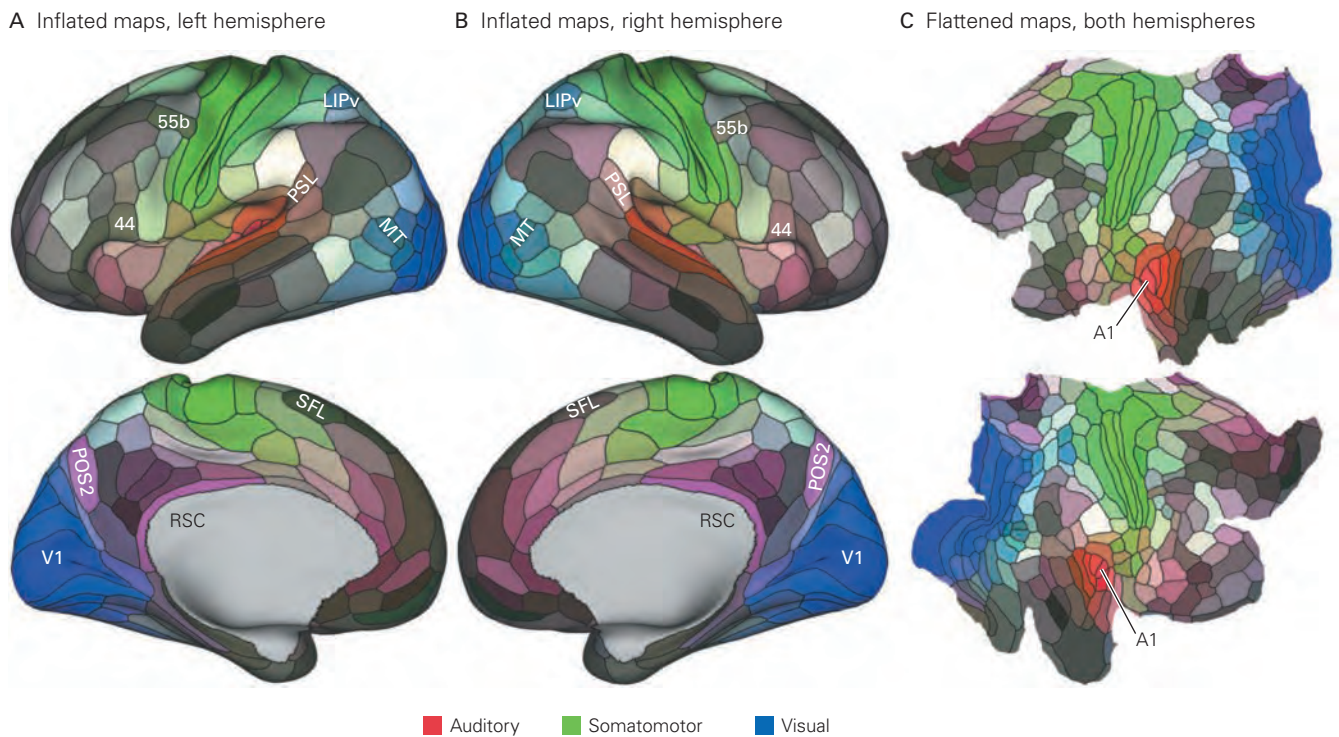 A Inflated maps, left hemisphere
B Inflated maps, right hemisphere
C Flattened maps, both hemispheres
LIPv
55b
PSL
44
MT
LIPv
55b
PSL
44
MT
A1
SFL
POS2
RSC
V1
SFL
POS2
RSC
V1
A1
Auditory
Somatomotor
Visual